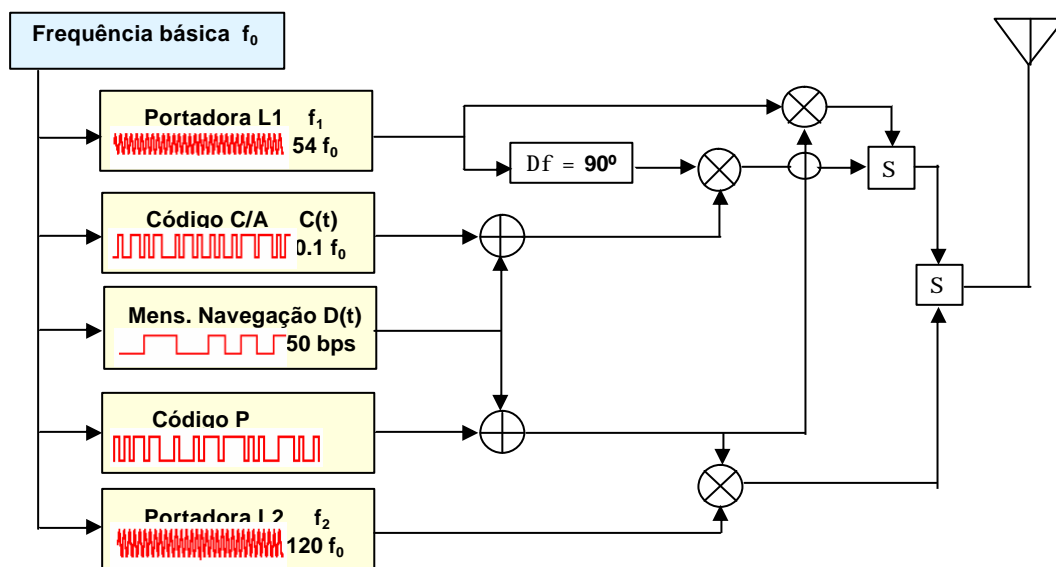 Frequência básica f0
Portadora L1 f1
54 f0
Df = 90º
S
Código C/A C(t)
0.1 f0
S
Mens. Navegação D(t)
50 bps
Código P
Portadora L2 f2
120 f0